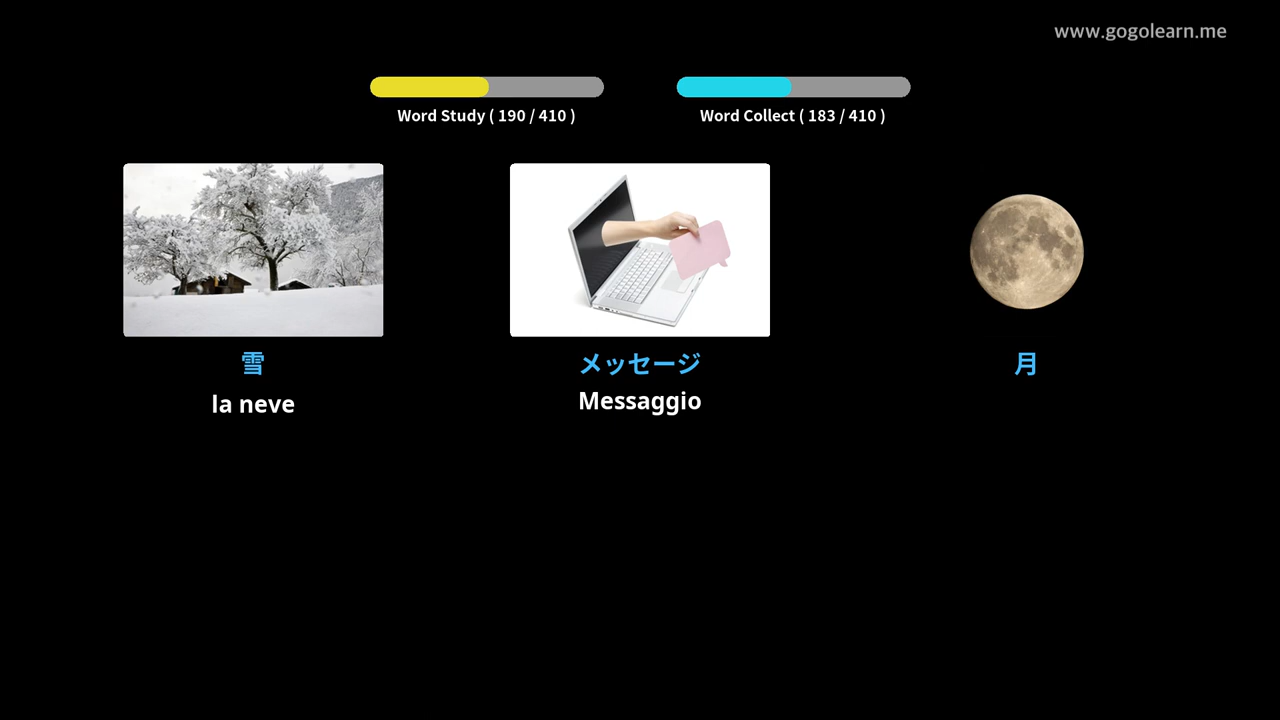 www.gogolearn.me
Word Study ( 190 / 410 )
Word Collect ( 183 / 410 )
雪
la neve
メッセージ
Messaggio
月